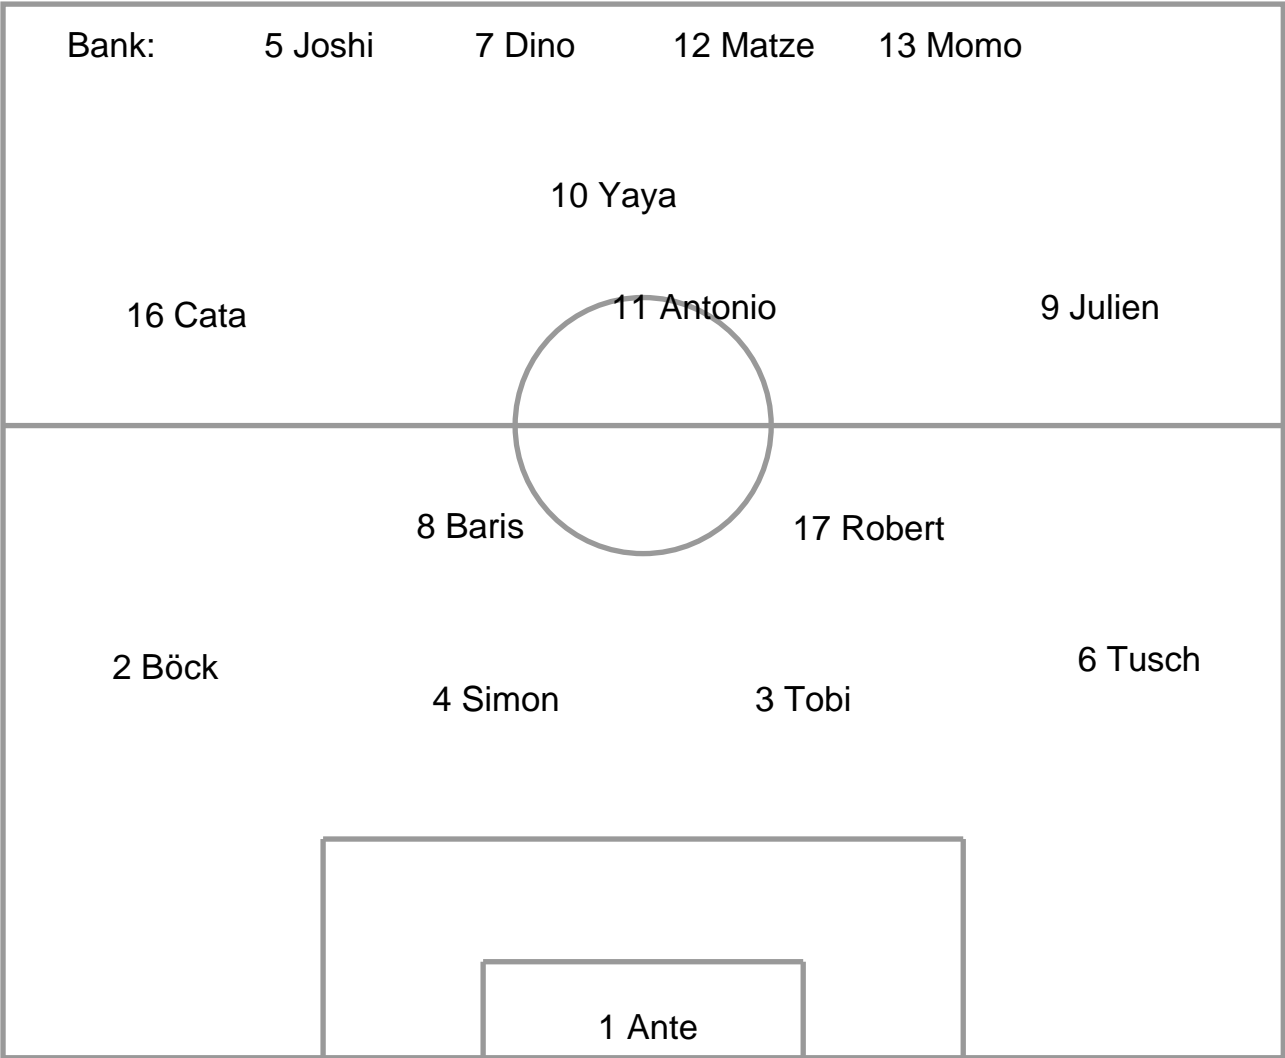 Bank: 5 Joshi 7 Dino 12 Matze 13 Momo
10 Yaya
16 Cata 11 Antonio 9 Julien
8 Baris 17 Robert
2 Böck 6 Tusch
4 Simon 3 Tobi
1 Ante